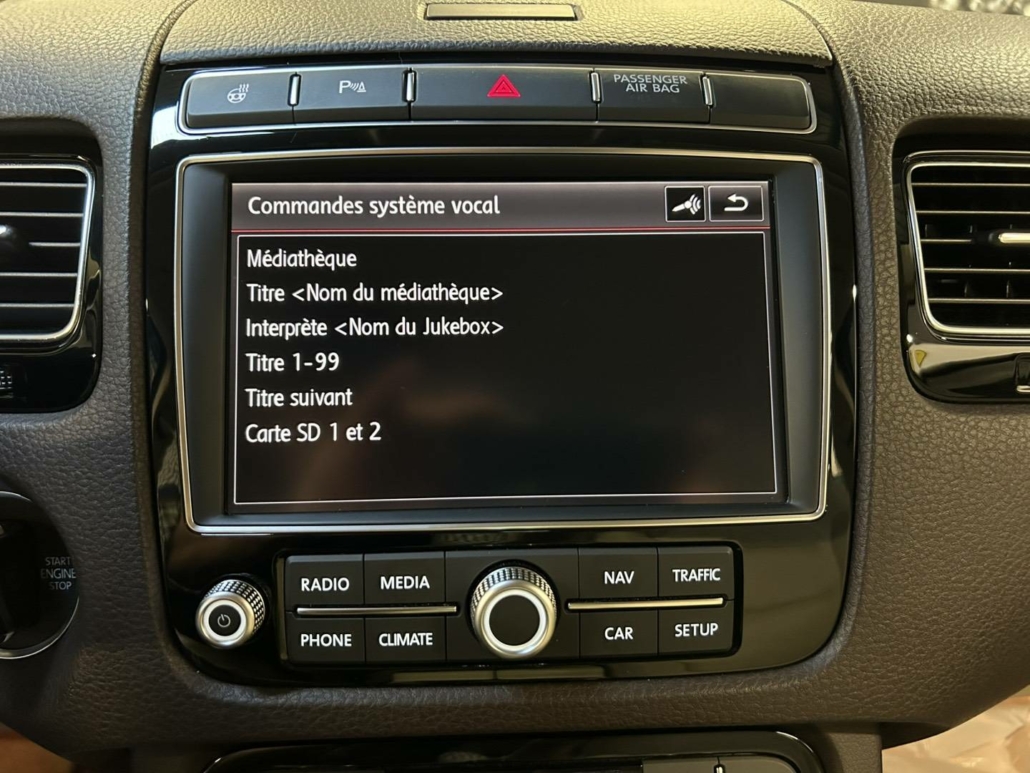 P
PASSENGER
AIR BAG
Commandes système vocal
Médiathèque
Titre <Nom du médiathèque>
Interprète <Nom du Jukebox>
Titre 1-99
Titre suivant
Carte SD 1 et 2
START
ENGINE
STOP
RADIO
MEDIA
NAV
TRAFFIC
PHONE
CLIMATE
CAR
SETUP